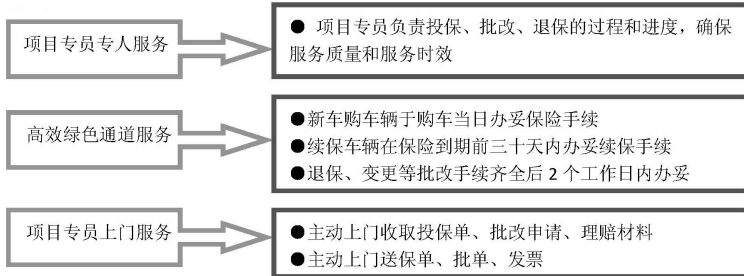 项目专员专人服务
● 项目专员负责投保、批改、退保的过程和进度，确保
服务质量和服务时效
高效绿色通道服务
●新车购车辆于购车当日办妥保险手续
●续保车辆在保险到期前三十天内办妥续保手续
●退保、变更等批改手续齐全后 2 个工作日内办妥
项目专员上门服务
●主动上门收取投保单、批改申请、理赔材料
●主动上门送保单、批单、发票